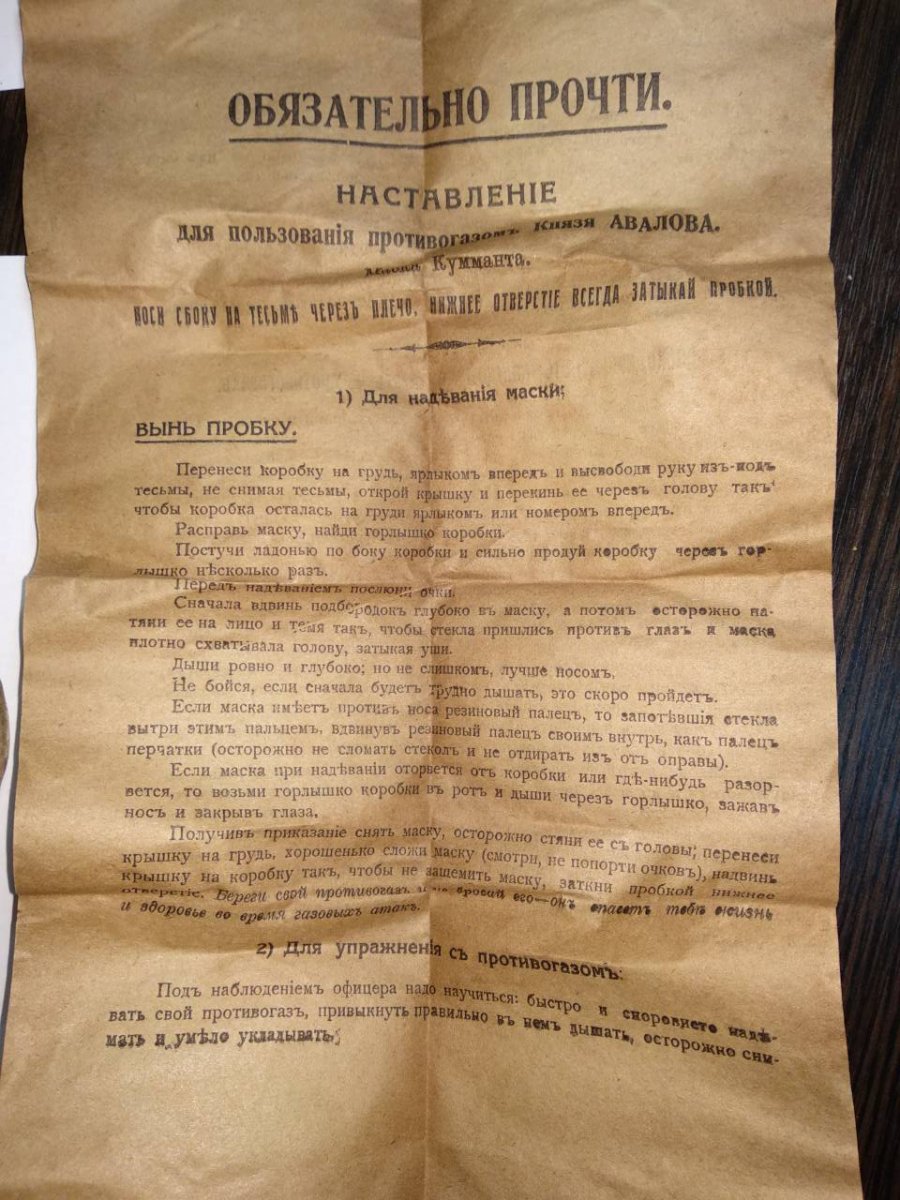 ОБЯЗАТЕЛЬНО ПРОЧТИ.
НАСТАВЛЕНІЕ
для пользованія противогазомъ Князя АВАЛОВА.
Кумманта.
НОСИ СБОКУ НА ТЕСЬМѢ ЧЕРЕЗЪ ПЛЕЧО, НИЖНЕЕ ОТВЕРСТІЕ ВСЕГДА ЗАТЫКАЙ ПРОБКОЙ.
1) Для надѣванія маски:
ВЫНЬ ПРОБКУ.
Перенеси коробку на грудь, ярлыкомъ впередъ и высвободи руку изъ-подъ
тесьмы, не снимая тесьмы, открой крышку и перекинь ее черезъ голову такъ
чтобы коробка осталась на груди ярлыкомъ или номеромъ впередъ.
Расправь маску, найди горлышко коробки.
Постучи ладонью по боку коробки и сильно продуй коробку черезъ гор-
лышко нѣсколько разъ.
Передъ надѣваніемъ послюни очки.
Сначала вдвинь подбородокъ глубоко въ маску, а потомъ осторожно на-
тяни ее на лицо и темя такъ, чтобы стекла пришлись противъ глазъ и маска
плотно схватывала голову, затыкая уши.
Дыши ровно и глубоко; но не слишкомъ, лучше носомъ.
Не бойся, если сначала будетъ трудно дышать, это скоро пройдетъ.
Если маска имѣетъ противъ носа резиновый палецъ, то запотѣвшія стекла
вытри этимъ пальцемъ, вдвинувъ резиновый палецъ своимъ внутрь, какъ палецъ
перчатки (осторожно не сломать стеколъ и не отдирать изъ от оправы).
Если маска при надѣваніи оторвется отъ коробки или гдѣ-нибудь разор-
вется, то возьми горлышко коробки въ ротъ и дыши черезъ горлышко, зажавъ
носъ и закрывъ глаза.
Получивъ приказаніе снять маску, осторожно стяни ее съ головы; перенеси
крышку на грудь, хорошенько сложи маску (смотри, не попорти очковъ), надвинь
крышку на коробку такъ, чтобы не защемить маску, заткни пробкой нижнее
отверстіе. Береги свой противогазъ и не бросай его—онъ спасетъ тебѣ жизнь
и здоровье во время газовыхъ атакъ.
2) Для упражненія съ противогазомъ:
Подъ наблюденіемъ офицера надо научиться: быстро и сноровисто надѣ-
вать свой противогазъ, привыкнуть правильно въ немъ дышать, осторожно сни-
мать и умѣло укладывать.